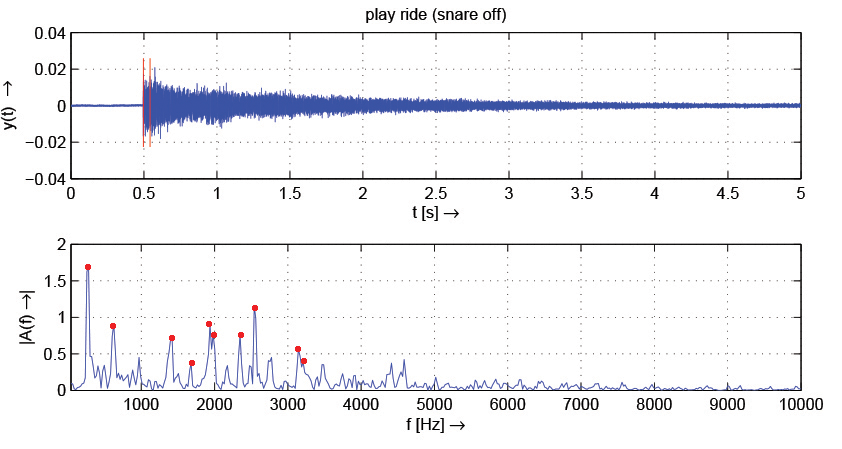 play ride (snare off)
0.04
0.02
0
−0.02
−0.04
y(t) →
0 0.5 1 1.5 2 2.5 3 3.5 4 4.5 5
t [s] →
2
1.5
1
0.5
0
|A(f) →|
1000 2000 3000 4000 5000 6000 7000 8000 9000 10000
f [Hz] →